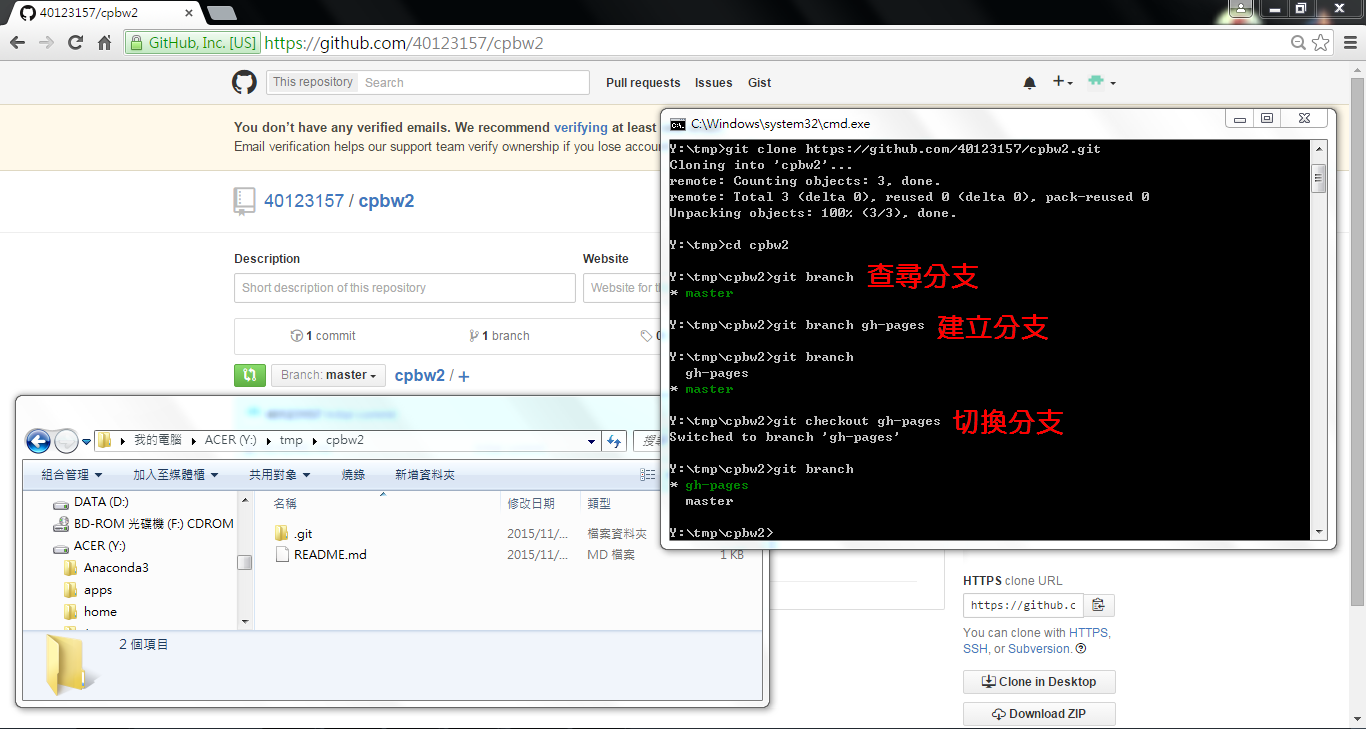 40123157/cpbw2
GitHub, Inc. [US] https://github.com/40123157/cpbw2
This repository Search
Pull requests Issues Gist
You don't have any verified emails. We recommend verifying at least
Email verification helps our support team verify ownership if you lose
40123157 / cpbw2
Description Website
Short description of this repository
Website for
1 commit 1 branch
Branch: master
cpbw2 / +
C:\Windows\system32\cmd.exe
Y:\tmp>git clone https://github.com/40123157/cpbw2.git
Cloning into 'cpbw2'...
remote: Counting objects: 3, done.
remote: Total 3 (delta 0), reused 0 (delta 0), pack-reused 0
Unpacking objects: 100% (3/3), done.
Y:\tmp>cd cpbw2
Y:\tmp\cpbw2>git branch 查尋分支
* master
Y:\tmp\cpbw2>git branch gh-pages 建立分支
Y:\tmp\cpbw2>git branch
gh-pages
* master
Y:\tmp\cpbw2>git checkout gh-pages 切換分支
Switched to branch 'gh-pages'
Y:\tmp\cpbw2>git branch
* gh-pages
master
Y:\tmp\cpbw2>
我的電腦 ACER (Y:) tmp cpbw2
組合管理 加入至媒體櫃 共用對象 燒錄 新增資料夾
DATA (D:)
BD-ROM 光碟機 (F:) CDROM
ACER (Y:)
Anaconda3
apps
home
名稱 修改日期 類型
.git 2015/11/... 檔案資料夾
README.md 2015/11/... MD 檔案 1 KB
2 個項目
HTTPS clone URL
https://github.c
You can clone with HTTPS,
SSH, or Subversion.
Clone in Desktop
Download ZIP